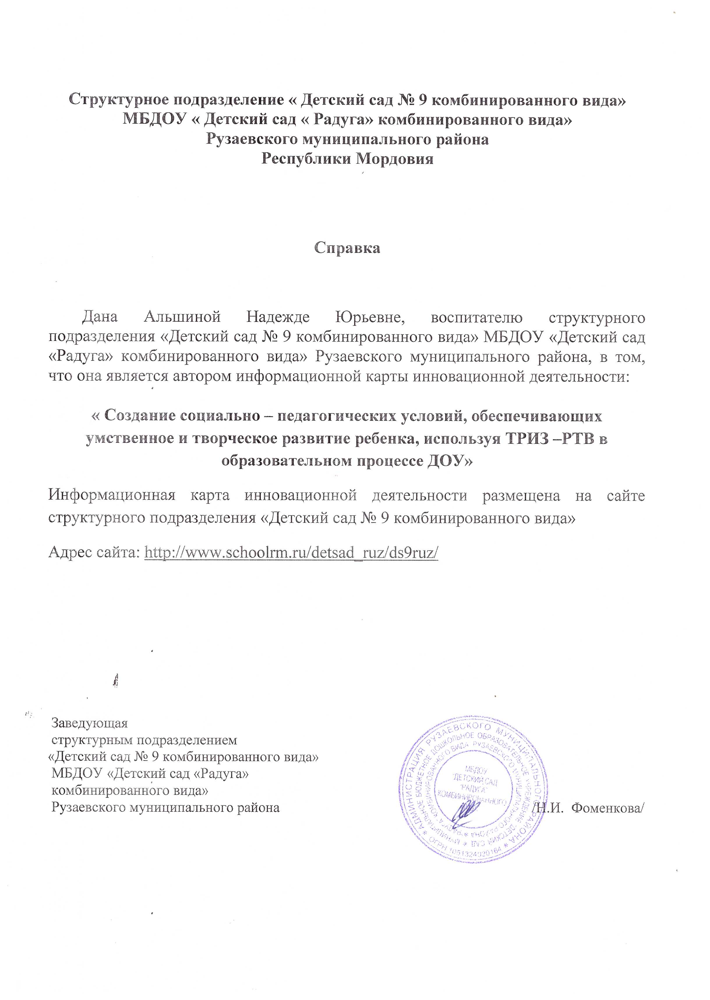 Структурное подразделение « Детский сад № 9 комбинированного вида»
МБДОУ « Детский сад « Радуга» комбинированного вида»
Рузаевского муниципального района
Республики Мордовия
Справка
Дана Альшиной Надежде Юрьевне, воспитателю структурного
подразделения «Детский сад № 9 комбинированного вида» МБДОУ «Детский сад
«Радуга» комбинированного вида» Рузаевского муниципального района, в том,
что она является автором информационной карты инновационной деятельности:
« Создание социально – педагогических условий, обеспечивающих
умственное и творческое развитие ребенка, используя ТРИЗ –РТВ в
образовательном процессе ДОУ»
Информационная карта инновационной деятельности размещена на сайте
структурного подразделения «Детский сад № 9 комбинированного вида»
Адрес сайта: http://www.schoolrm.ru/detsad_ruz/ds9ruz/
Заведующая
структурным подразделением
«Детский сад № 9 комбинированного вида»
МБДОУ «Детский сад «Радуга»
комбинированного вида»
Рузаевского муниципального района /Н.И. Фоменкова/
* АДМИНИСТРАЦИЯ РУЗАЕВСКОГО МУНИЦИПАЛЬНОГО РАЙОНА *
ОГРН 1051324020164
* МУНИЦИПАЛЬНОЕ БЮДЖЕТНОЕ ДОШКОЛЬНОЕ ОБРАЗОВАТЕЛЬНОЕ УЧРЕЖДЕНИЕ "ДЕТСКИЙ САД
* "РАДУГА" КОМБИНИРОВАННОГО ВИДА РУЗАЕВСКОГО МУНИЦИПАЛЬНОГО РАЙОНА
МБДОУ
"ДЕТСКИЙ САД
"РАДУГА"
КОМБИНИРОВАННОГО